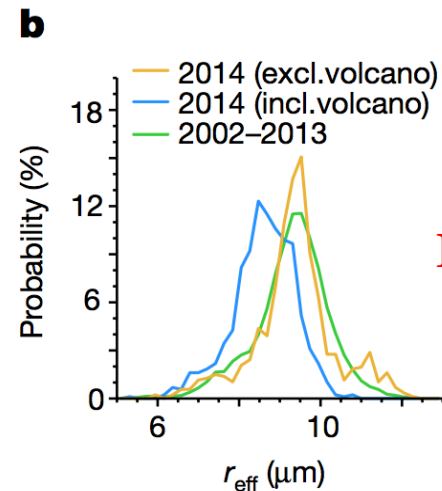 b
2014 (excl.volcano)
2014 (incl.volcano)
2002–2013
18
12
6
0
Probability (%)
6
10
r_eff (μm)